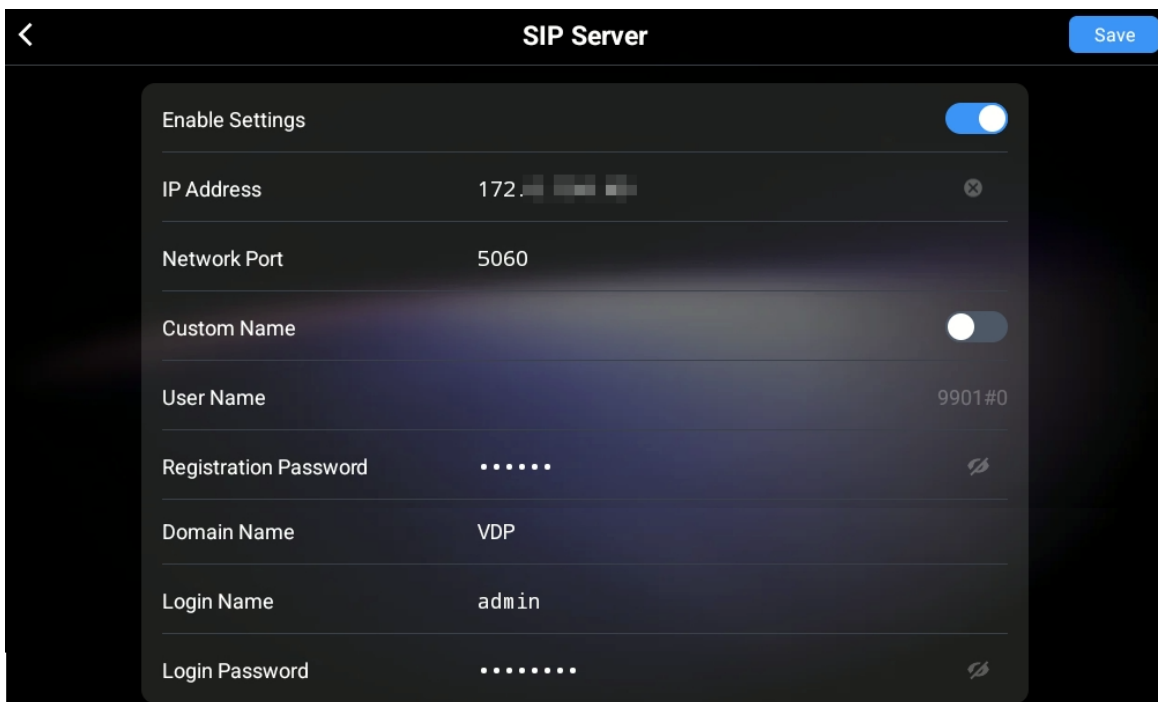 SIP Server
Save
Enable Settings
IP Address 172.
Network Port 5060
Custom Name
User Name 9901#0
Registration Password ••••••
Domain Name VDP
Login Name admin
Login Password ••••••••